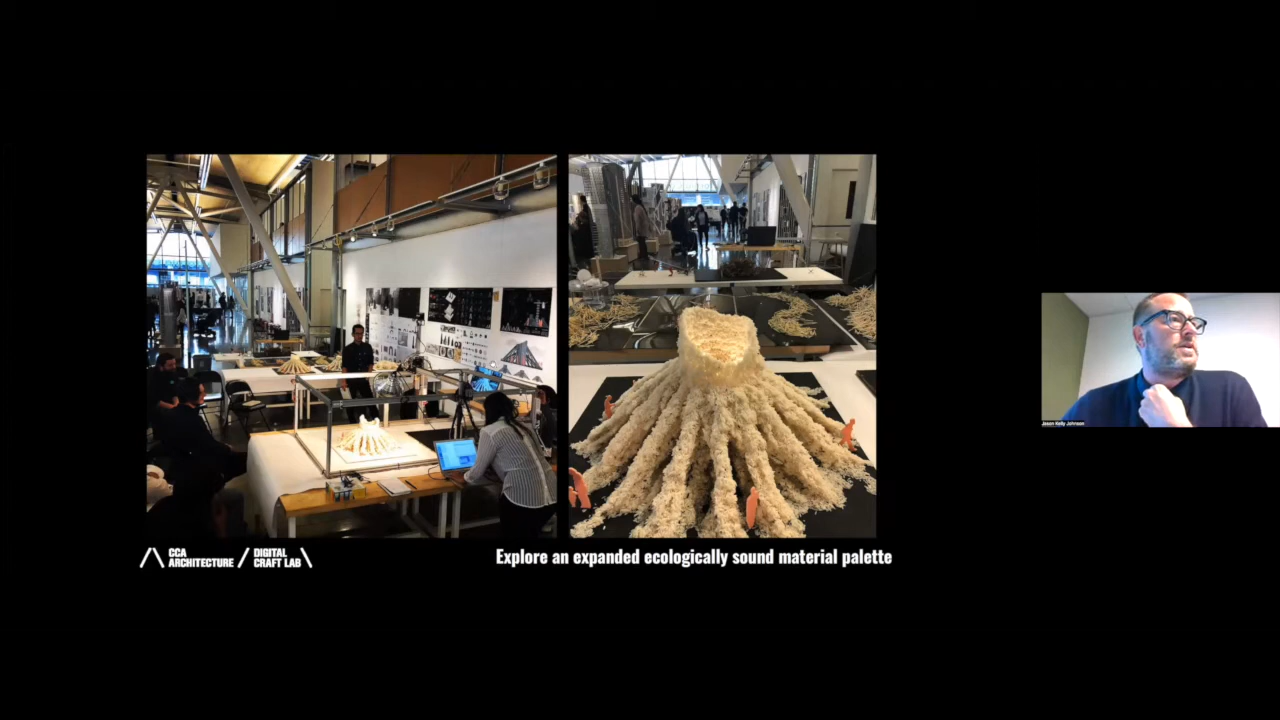 CCA
ARCHITECTURE
DIGITAL
CRAFT LAB
Explore an expanded ecologically sound material palette
Jason Kelly Johnson